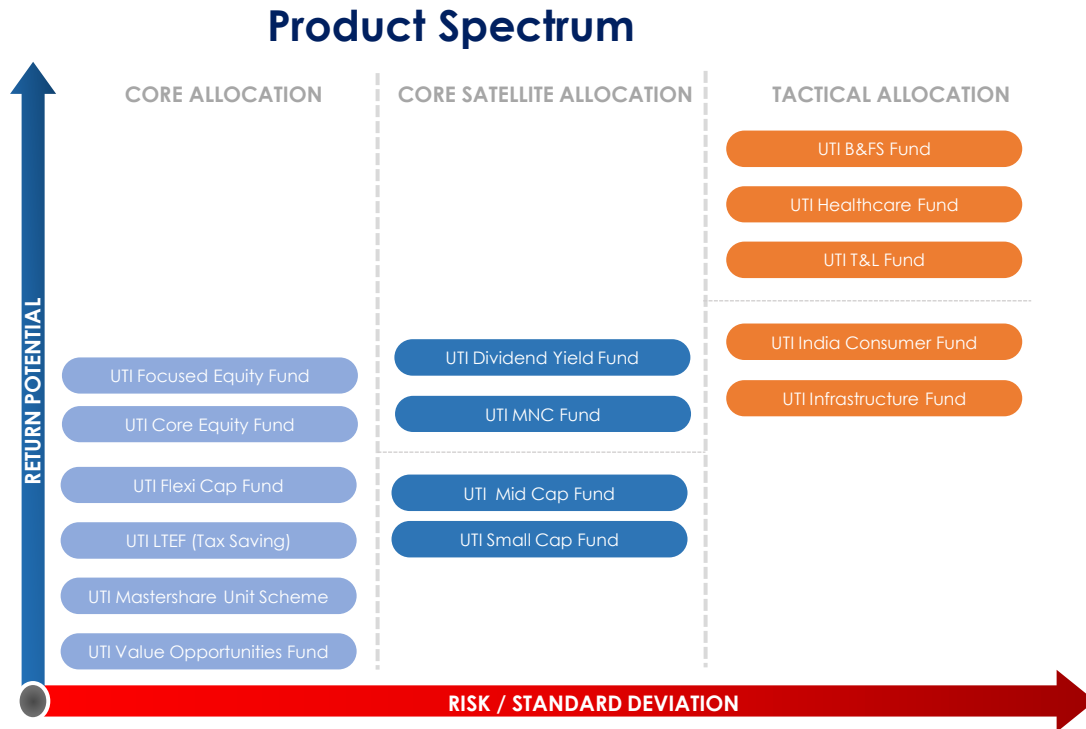 Product Spectrum
CORE ALLOCATION
CORE SATELLITE ALLOCATION
TACTICAL ALLOCATION
RETURN POTENTIAL
UTI Focused Equity Fund
UTI Core Equity Fund
UTI Flexi Cap Fund
UTI LTEF (Tax Saving)
UTI Mastershare Unit Scheme
UTI Value Opportunities Fund
UTI Dividend Yield Fund
UTI MNC Fund
UTI Mid Cap Fund
UTI Small Cap Fund
UTI B&FS Fund
UTI Healthcare Fund
UTI T&L Fund
UTI India Consumer Fund
UTI Infrastructure Fund
RISK / STANDARD DEVIATION